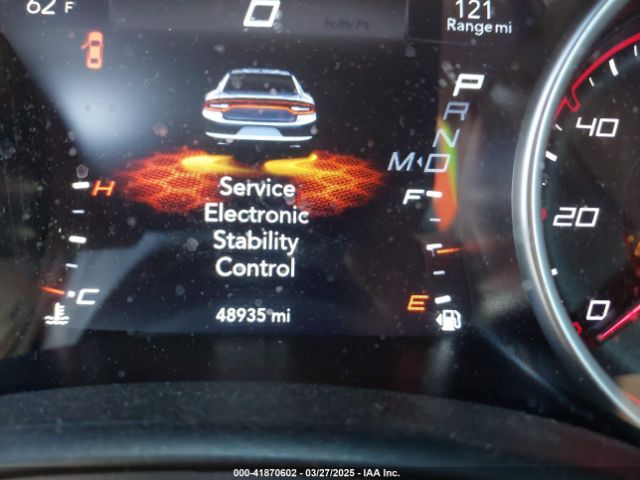 62 F
0
121
Range mi
P
R
N
M D
H
C
F
E
Service
Electronic
Stability
Control
48935 mi
40
20
0
000-41870602 — 03/27/2025 — IAA Inc.